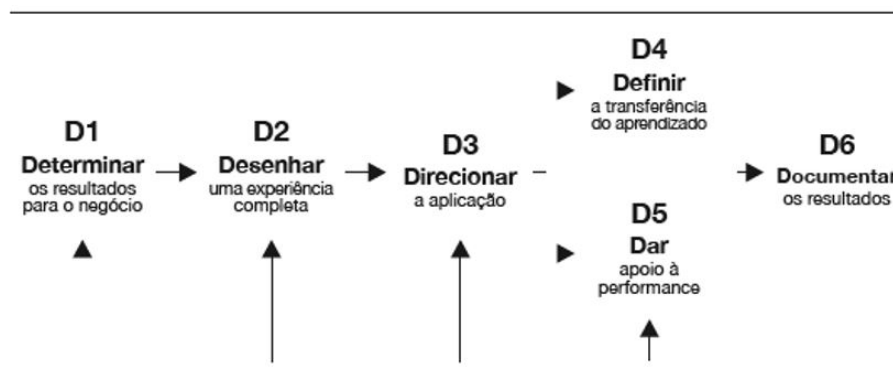 D1
Determinar
os resultados
para o negócio
D2
Desenhar
uma experiência
completa
D3
Direcionar
a aplicação
D4
Definir
a transferência
do aprendizado
D5
Dar
apoio à
performance
D6
Documentar
os resultados